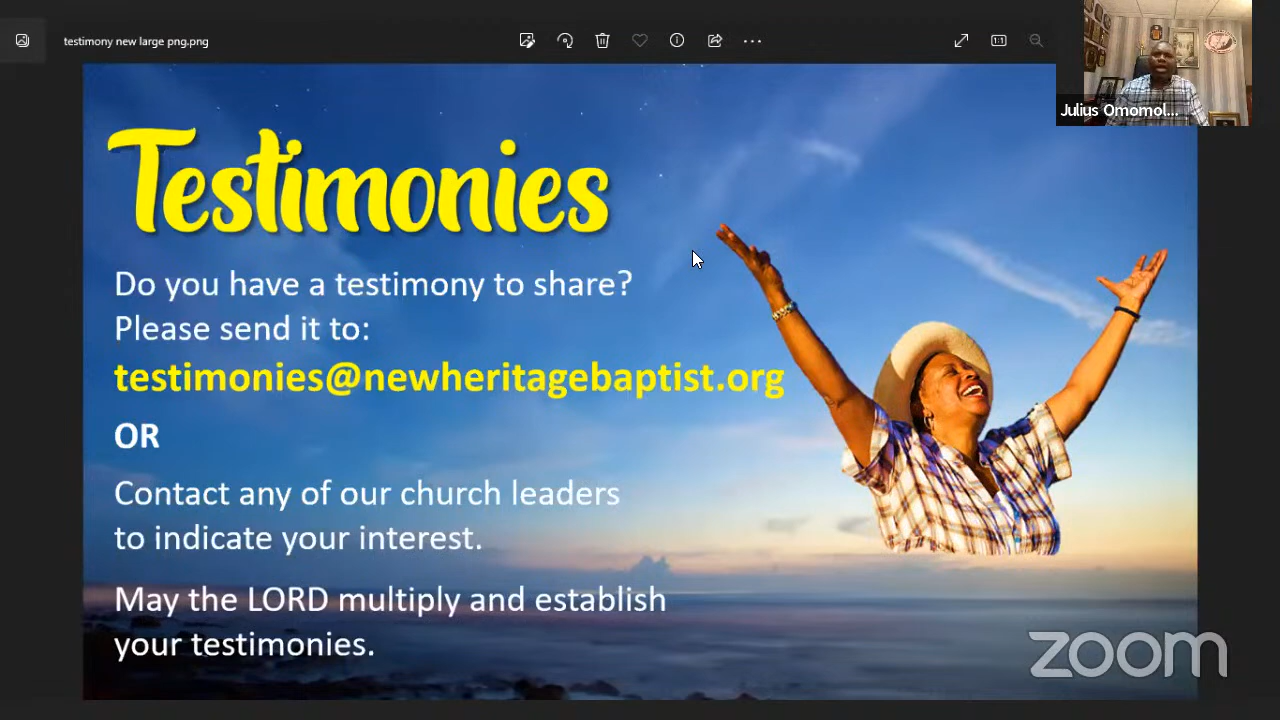 testimony new large png.png
Julius Omomol...
Testimonies
Do you have a testimony to share?
Please send it to:
testimonies@newheritagebaptist.org
OR
Contact any of our church leaders
to indicate your interest.
May the LORD multiply and establish
your testimonies.
zoom